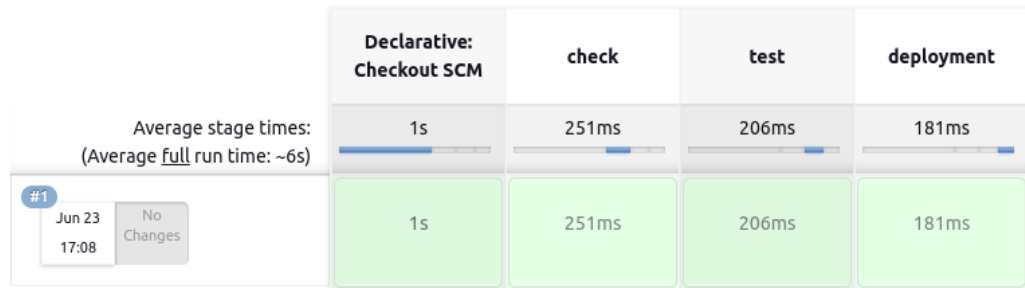 Declarative:
Checkout SCM
check
test
deployment
Average stage times:
(Average full run time: ~6s)
1s
251ms
206ms
181ms
#1
Jun 23
17:08
No
Changes
1s
251ms
206ms
181ms